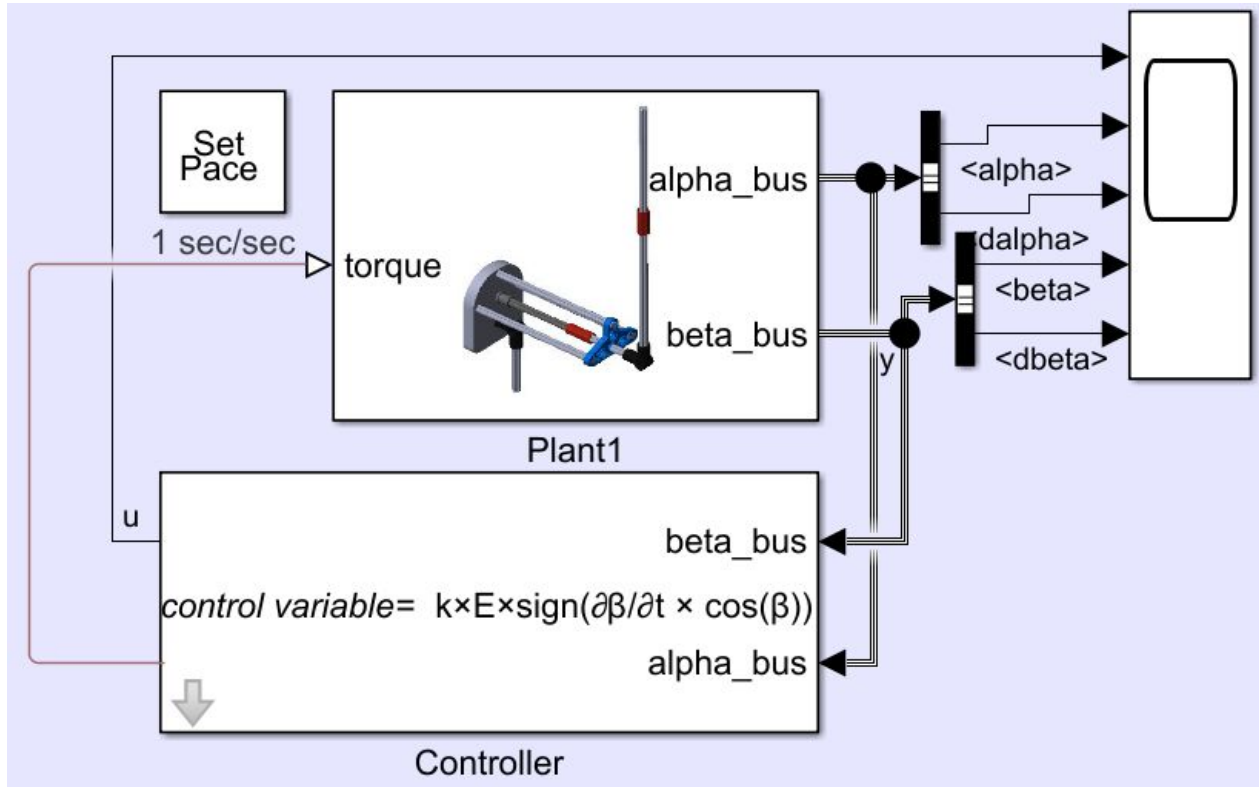 Set
Pace
1 sec/sec
torque
alpha_bus
beta_bus
Plant1
<alpha>
<dalpha>
<beta>
<dbeta>
y
u
beta_bus
control variable= k×E×sign(∂β/∂t × cos(β))
alpha_bus
Controller